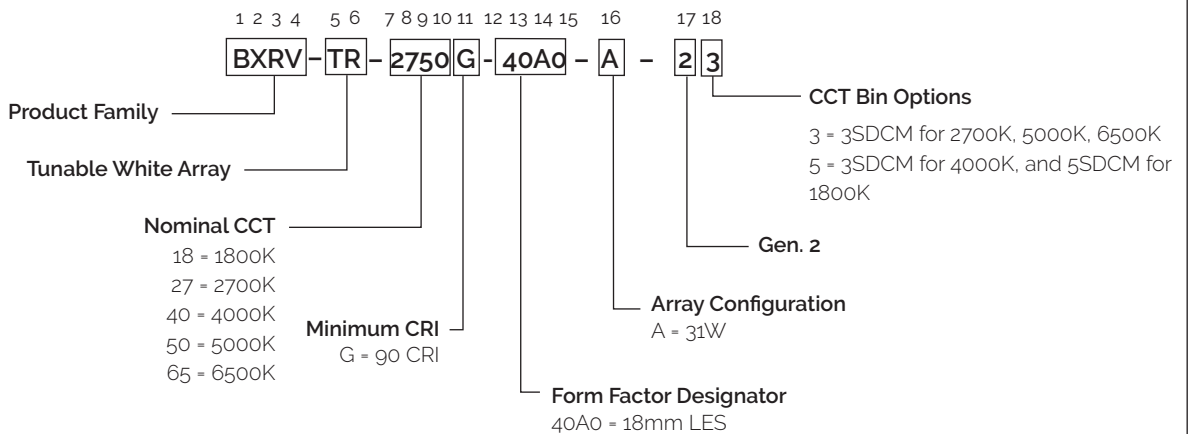 1 2 3 4 5 6 7 8 9 10 11 12 13 14 15 16 17 18
BXRV – TR – 2750 G - 40A0 – A – 2 3
Product Family
Tunable White Array
Nominal CCT
18 = 1800K
27 = 2700K
40 = 4000K
50 = 5000K
65 = 6500K
Minimum CRI
G = 90 CRI
Form Factor Designator
40A0 = 18mm LES
Array Configuration
A = 31W
Gen. 2
CCT Bin Options
3 = 3SDCM for 2700K, 5000K, 6500K
5 = 3SDCM for 4000K, and 5SDCM for
1800K